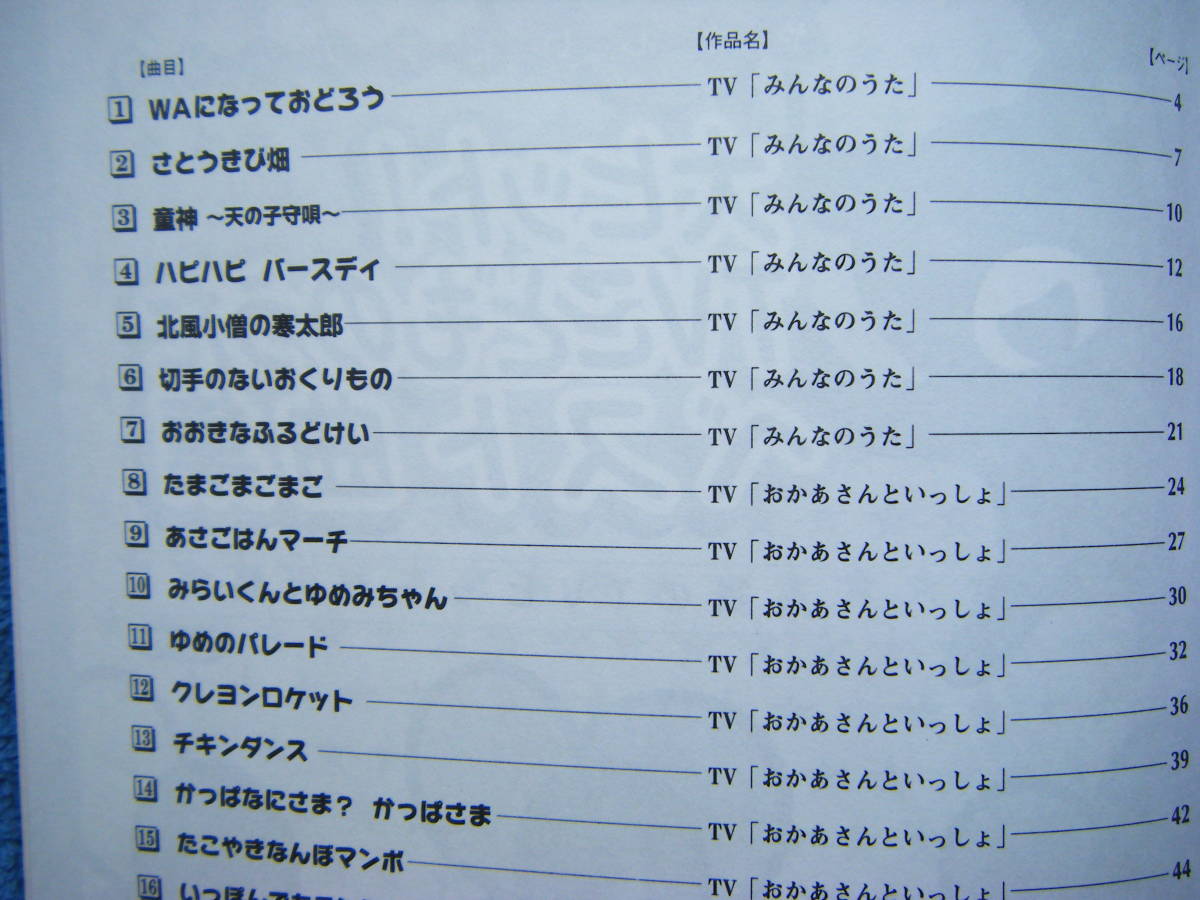 【曲目】 【作品名】 【ページ】
1 WAになっておどろう TV「みんなのうた」 4
2 さとうきび畑 TV「みんなのうた」 7
3 童神 〜天の子守唄〜 TV「みんなのうた」 10
4 ハピハピ バースデイ TV「みんなのうた」 12
5 北風小僧の寒太郎 TV「みんなのうた」 16
6 切手のないおくりもの TV「みんなのうた」 18
7 おおきなふるどけい TV「みんなのうた」 21
8 たまごまごまご TV「おかあさんといっしょ」 24
9 あさごはんマーチ TV「おかあさんといっしょ」 27
10 みらいくんとゆめみちゃん TV「おかあさんといっしょ」 30
11 ゆめのパレード TV「おかあさんといっしょ」 32
12 クレヨンロケット TV「おかあさんといっしょ」 36
13 チキンダンス TV「おかあさんといっしょ」 39
14 かっぱなにさま? かっぱさま TV「おかあさんといっしょ」 42
15 たこやきなんぼマンボ TV「おかあさんといっしょ」 44
16 TV「おかあさんといっしょ」